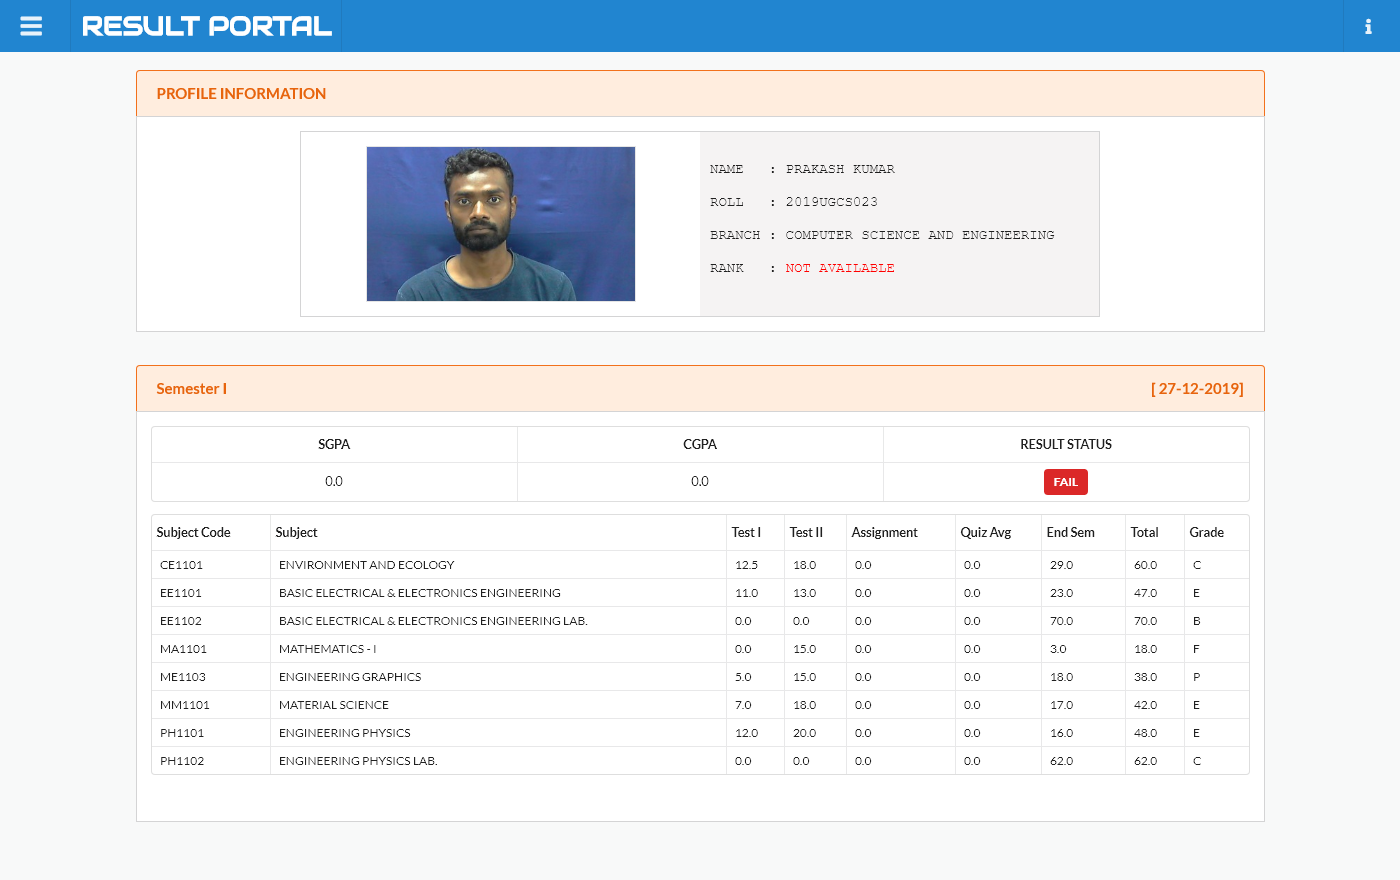 RESULT PORTAL
PROFILE INFORMATION
NAME : PRAKASH KUMAR
ROLL : 2019UGCS023
BRANCH : COMPUTER SCIENCE AND ENGINEERING
RANK : NOT AVAILABLE
Semester I [ 27-12-2019]
SGPA CGPA RESULT STATUS
0.0 0.0 FAIL
Subject Code Subject Test I Test II Assignment Quiz Avg End Sem Total Grade
CE1101 ENVIRONMENT AND ECOLOGY 12.5 18.0 0.0 0.0 29.0 60.0 C
EE1101 BASIC ELECTRICAL & ELECTRONICS ENGINEERING 11.0 13.0 0.0 0.0 23.0 47.0 E
EE1102 BASIC ELECTRICAL & ELECTRONICS ENGINEERING LAB. 0.0 0.0 0.0 0.0 70.0 70.0 B
MA1101 MATHEMATICS - I 0.0 15.0 0.0 0.0 3.0 18.0 F
ME1103 ENGINEERING GRAPHICS 5.0 15.0 0.0 0.0 18.0 38.0 P
MM1101 MATERIAL SCIENCE 7.0 18.0 0.0 0.0 17.0 42.0 E
PH1101 ENGINEERING PHYSICS 12.0 20.0 0.0 0.0 16.0 48.0 E
PH1102 ENGINEERING PHYSICS LAB. 0.0 0.0 0.0 0.0 62.0 62.0 C